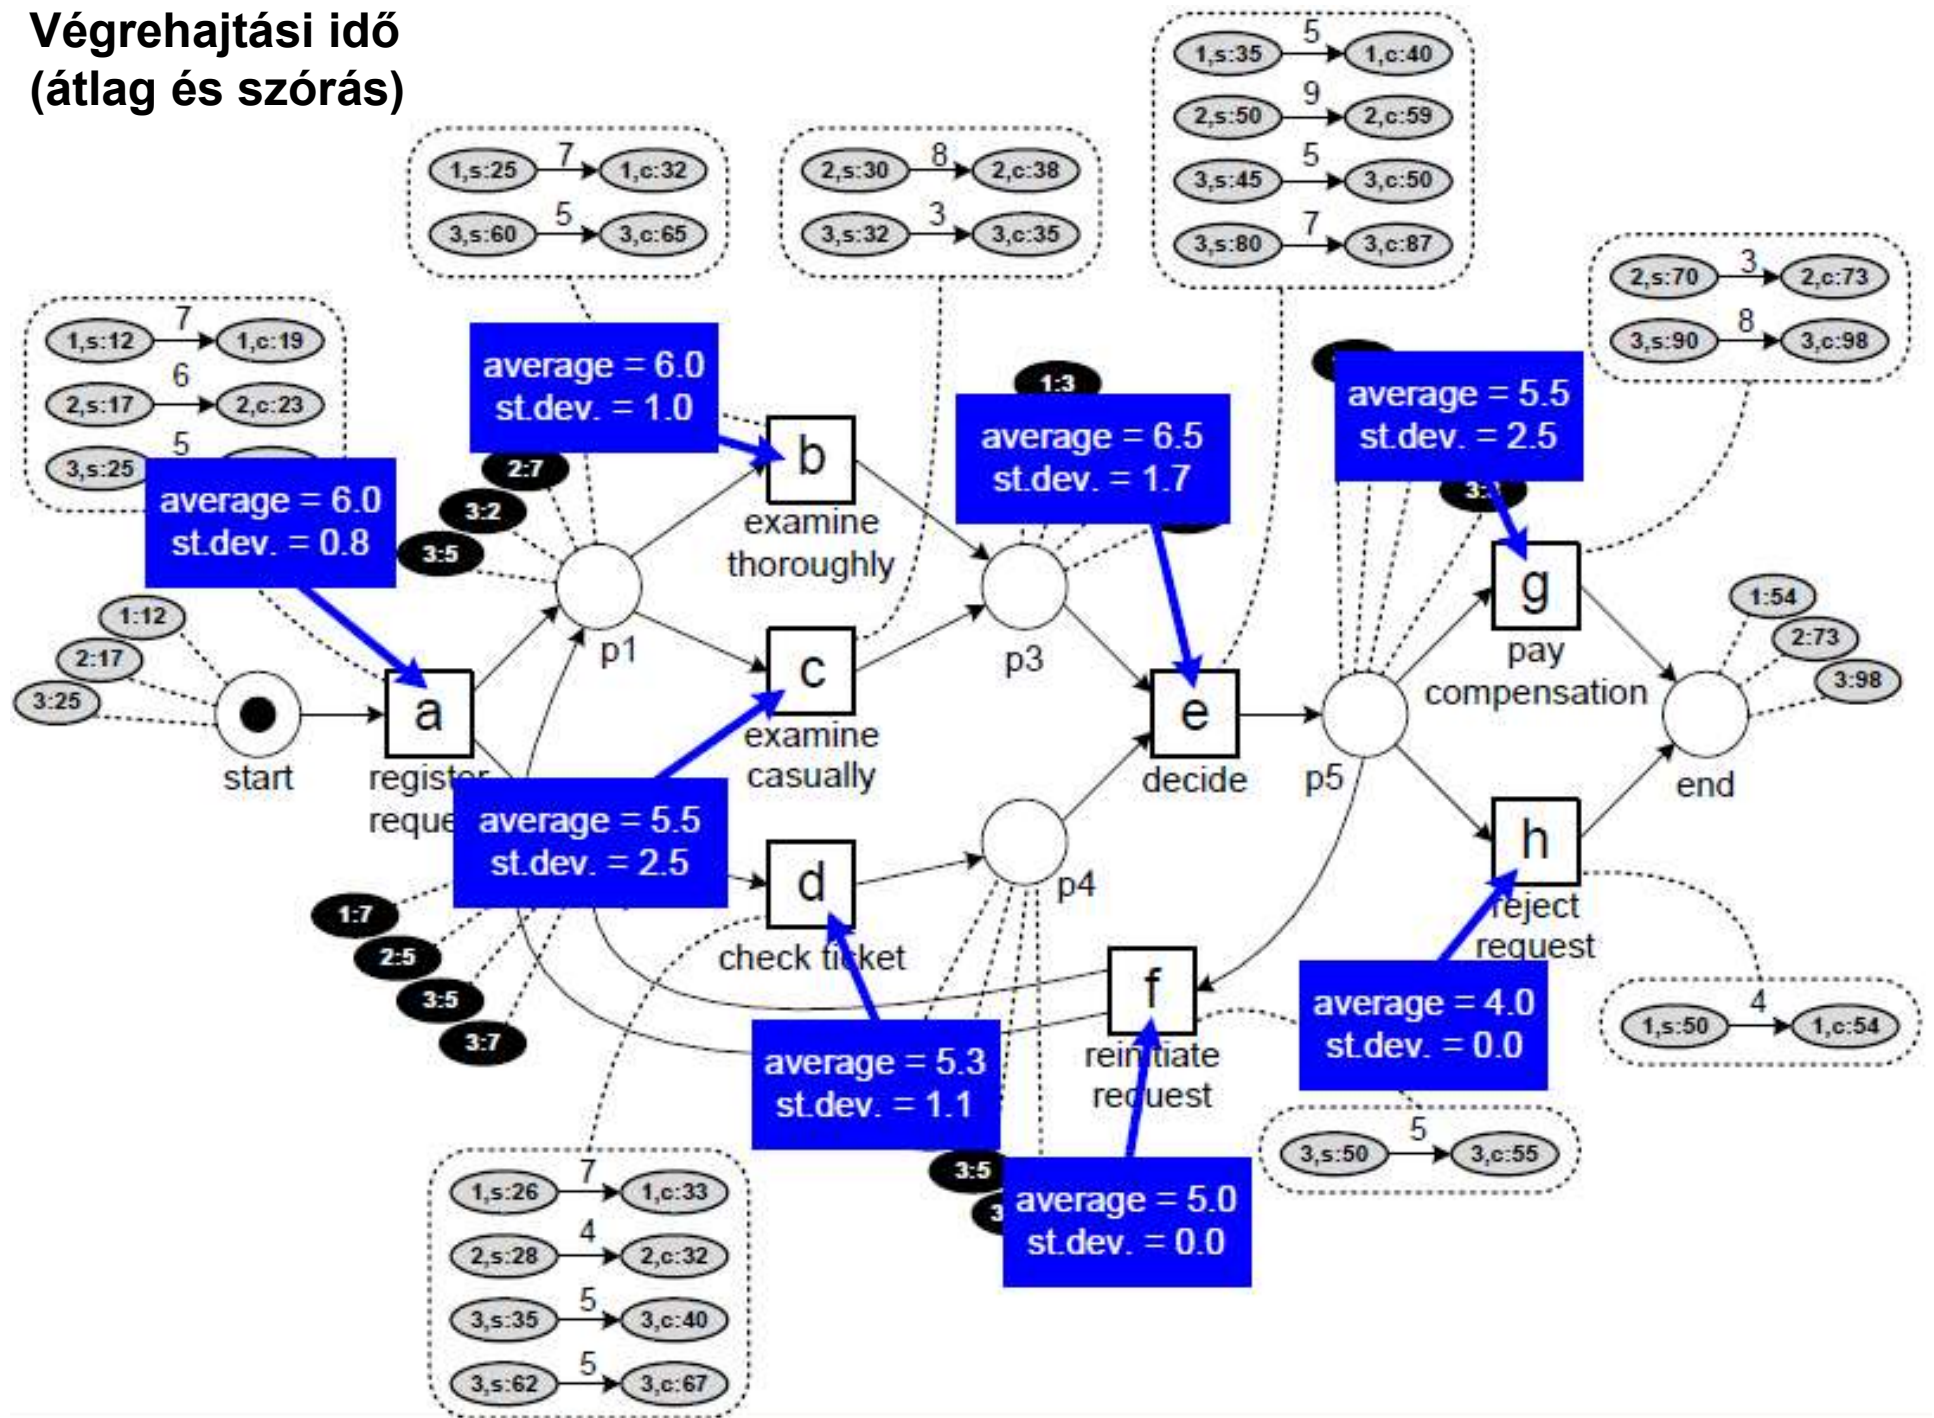 Végrehajtási idő
(átlag és szórás)
1,s:35 5 1,c:40
2,s:50 9 2,c:59
3,s:45 5 3,c:50
3,s:80 7 3,c:87
1,s:25 7 1,c:32
3,s:60 5 3,c:65
2,s:30 8 2,c:38
3,s:32 3 3,c:35
2,s:70 3 2,c:73
3,s:90 8 3,c:98
1,s:12 7 1,c:19
2,s:17 6 2,c:23
3,s:25 5
average = 6.0
st.dev. = 0.8
average = 6.0
st.dev. = 1.0
1:3
average = 6.5
st.dev. = 1.7
average = 5.5
st.dev. = 2.5
2:7
3:2
3:5
b
examine
thoroughly
g
pay
compensation
1:12
2:17
3:25
start
a
register
p1
c
examine
casually
p3
e
decide
p5
1:54
2:73
3:98
end
average = 5.5
st.dev. = 2.5
h
reject
request
d
check ticket
p4
1:7
2:5
3:5
3:7
f
reinitiate
request
average = 4.0
st.dev. = 0.0
1,s:50 4 1,c:54
average = 5.3
st.dev. = 1.1
3,s:50 5 3,c:55
3:5
average = 5.0
st.dev. = 0.0
1,s:26 7 1,c:33
2,s:28 4 2,c:32
3,s:35 5 3,c:40
3,s:62 5 3,c:67